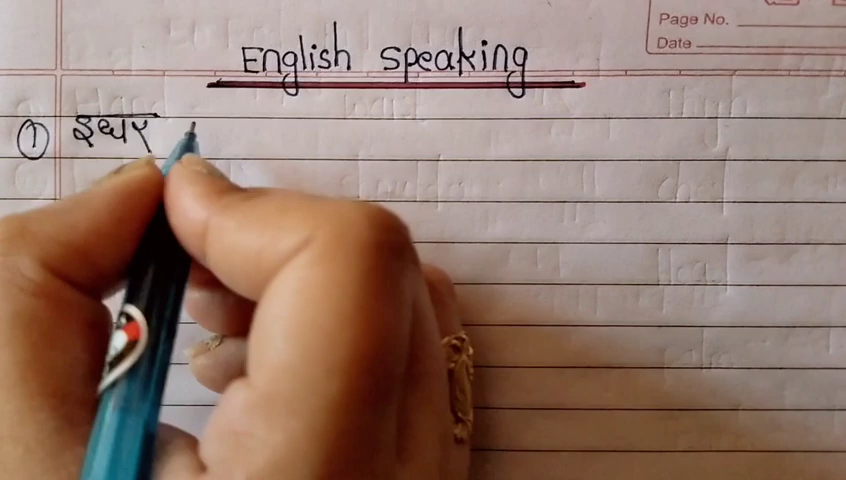 Page No.
Date
English Speaking
① इधर